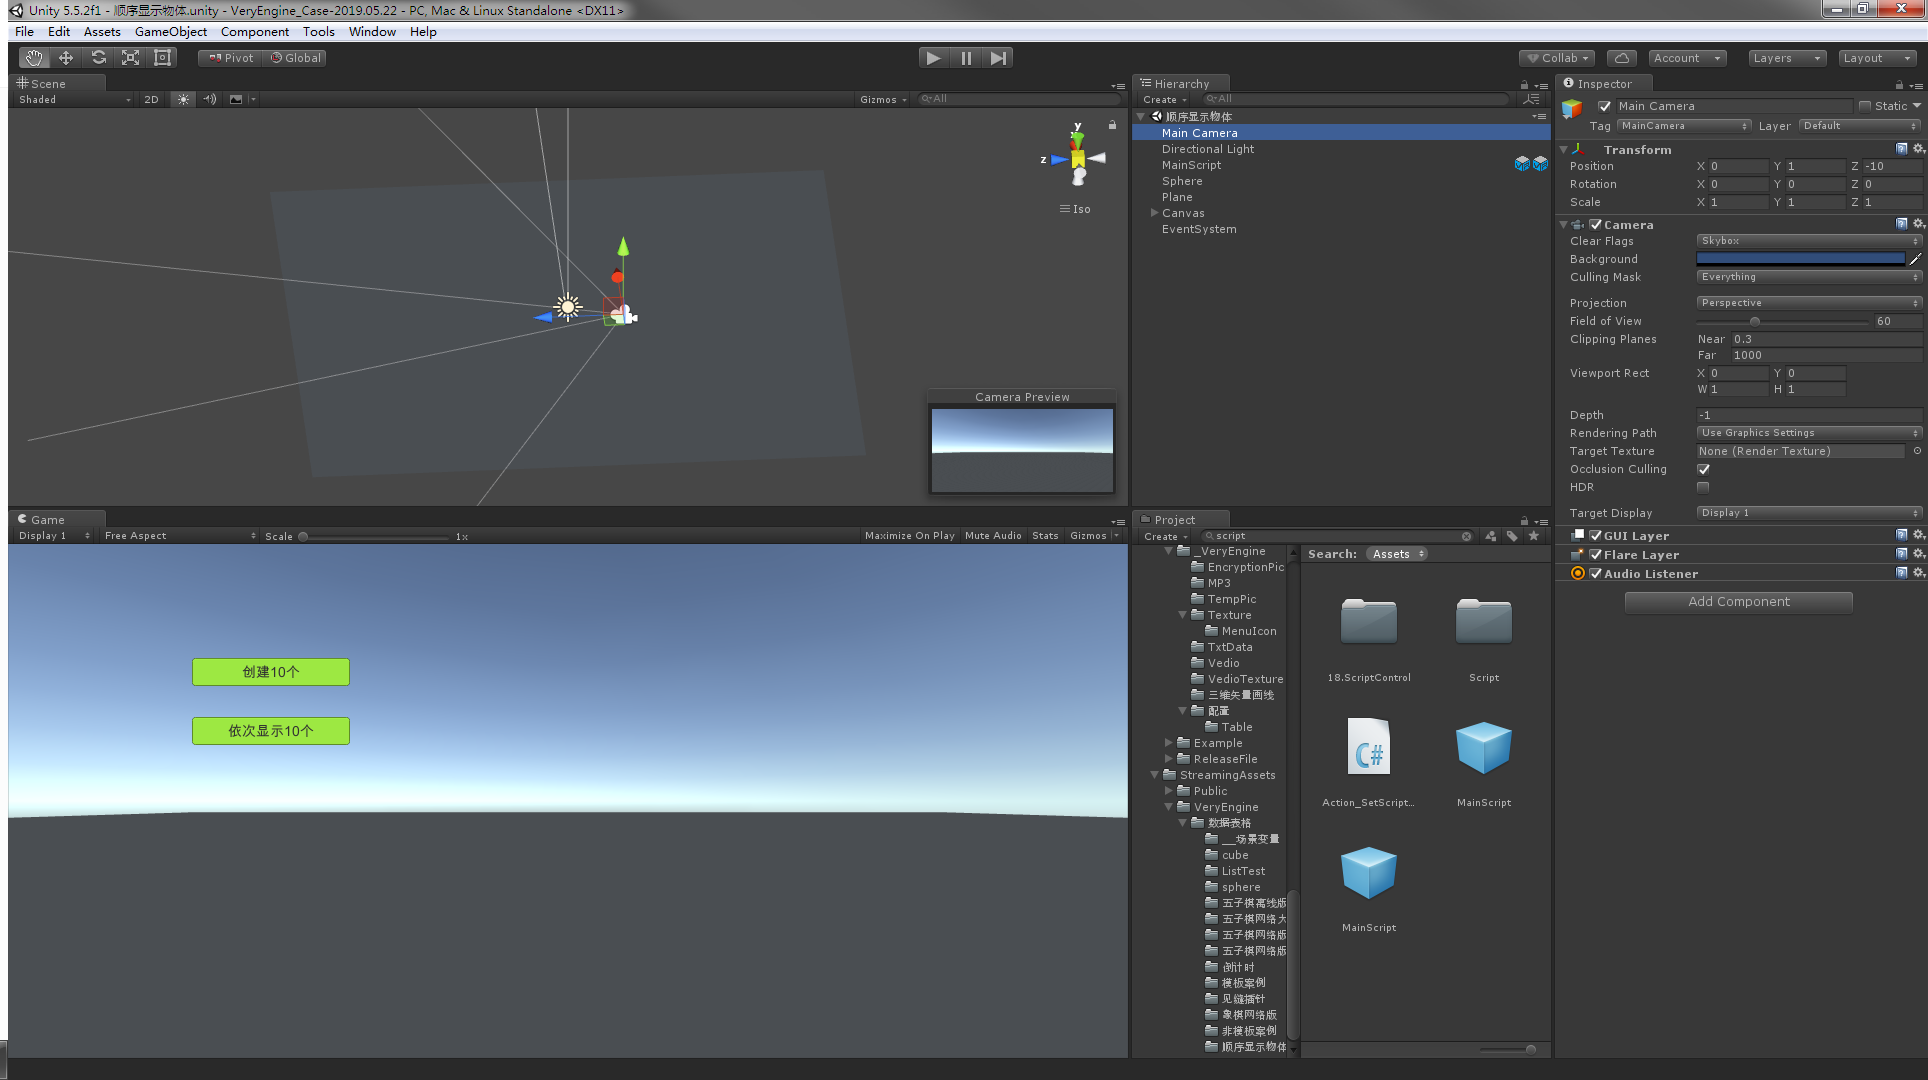 Unity 5.5.2f1 - 顺序显示物体.unity - VeryEngine_Case-2019.05.22 - PC, Mac & Linux Standalone <DX11>
File Edit Assets GameObject Component Tools Window Help
Pivot Global Collab Account Layers Layout
Scene
Shaded 2D Gizmos All
y
z
Iso
Camera Preview
Game
Display 1 Free Aspect Scale 1x Maximize On Play Mute Audio Stats Gizmos
创建10个
依次显示10个
Hierarchy
Create All
顺序显示物体
Main Camera
Directional Light
MainScript
Sphere
Plane
Canvas
EventSystem
Project
Create script
_VeryEngine
EncryptionPic
MP3
TempPic
Texture
MenuIcon
TxtData
Vedio
VedioTexture
三维矢量画线
配置
Table
Example
ReleaseFile
StreamingAssets
Public
VeryEngine
数据表格
__场景变量
cube
ListTest
sphere
五子棋离线版
五子棋网络大
五子棋网络版
五子棋网络版
倒计时
模板案例
见缝插针
象棋网络版
非模板案例
顺序显示物体
Search: Assets
18.ScriptControl
Script
C#
Action_SetScript...
MainScript
MainScript
Inspector
Main Camera Static
Tag MainCamera Layer Default
Transform
Position X 0 Y 1 Z -10
Rotation X 0 Y 0 Z 0
Scale X 1 Y 1 Z 1
Camera
Clear Flags Skybox
Background
Culling Mask Everything
Projection Perspective
Field of View 60
Clipping Planes Near 0.3
Far 1000
Viewport Rect X 0 Y 0
W 1 H 1
Depth -1
Rendering Path Use Graphics Settings
Target Texture None (Render Texture)
Occlusion Culling
HDR
Target Display Display 1
GUI Layer
Flare Layer
Audio Listener
Add Component